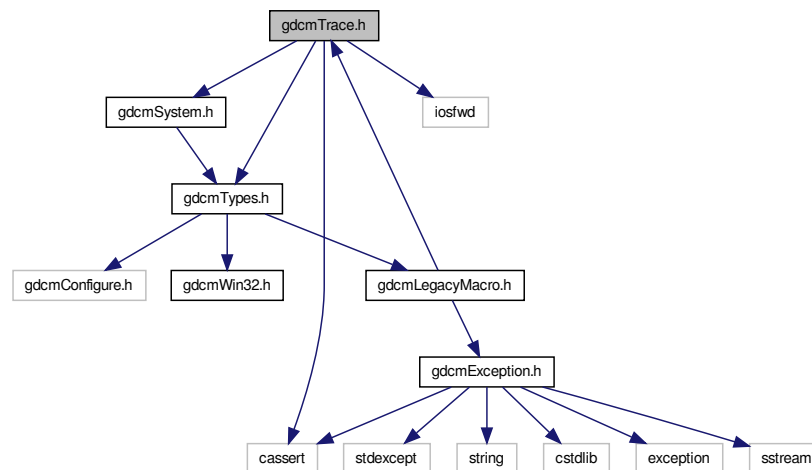 gdcmTrace.h
gdcmSystem.h
iosfwd
gdcmTypes.h
gdcmConfigure.h
gdcmWin32.h
gdcmLegacyMacro.h
gdcmException.h
cassert
stdexcept
string
cstdlib
exception
sstream